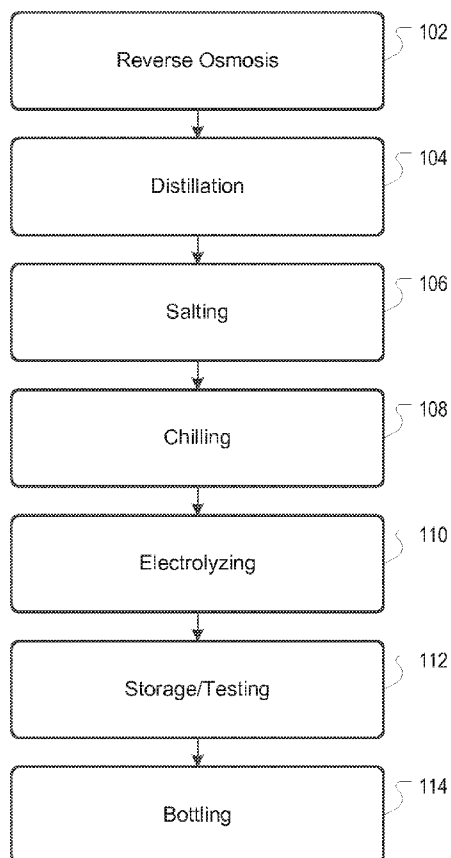 Reverse Osmosis
102
Distillation
104
Salting
106
Chilling
108
Electrolyzing
110
Storage/Testing
112
Bottling
114